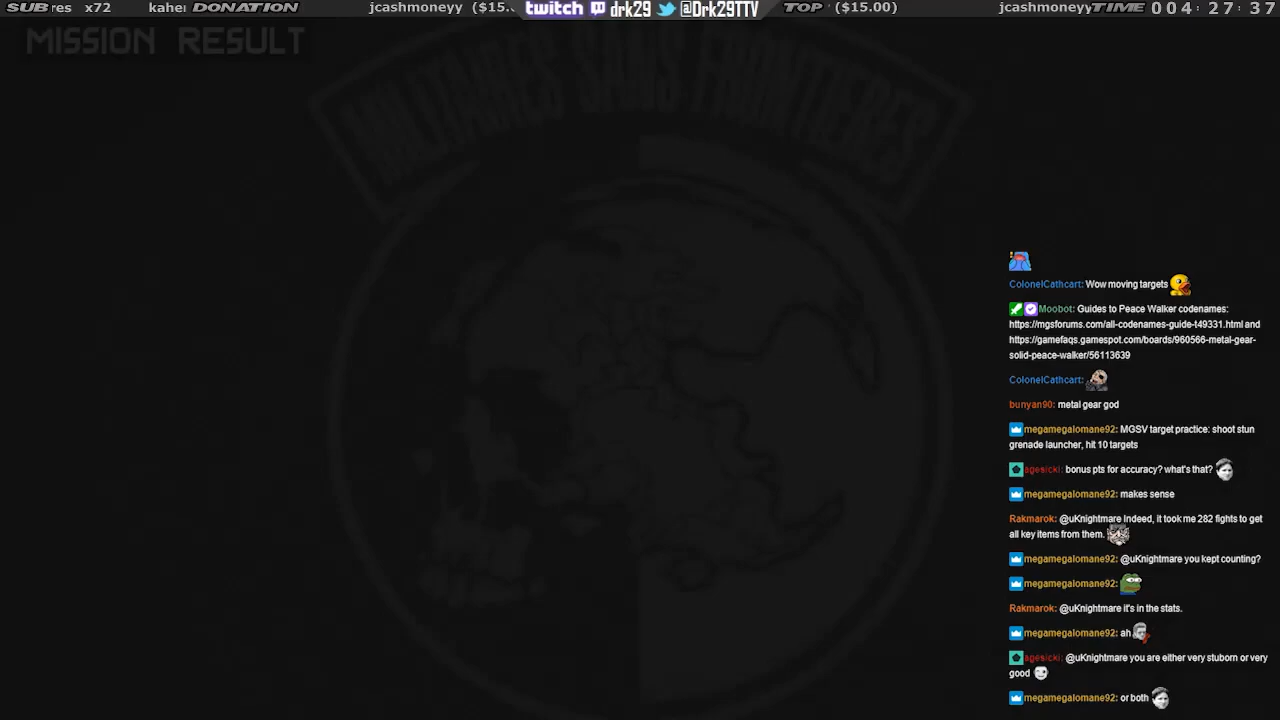 SUB res x72 kahei DONATION jcashmoneyy ($15. twitch drk29 @Drk29TTV TOP ($15.00) jcashmoneyy TIME 004:27:37
MISSION RESULT
MILITAIRES SANS FRONTIERES
ColonelCathcart: Wow moving targets
Moobot: Guides to Peace Walker codenames:
https://mgsforums.com/all-codenames-guide-t49331.html and
https://gamefaqs.gamespot.com/boards/960566-metal-gear-
solid-peace-walker/56113639
ColonelCathcart:
bunyan90: metal gear god
megamegalomane92: MGSV target practice: shoot stun
grenade launcher, hit 10 targets
agesicki: bonus pts for accuracy? what's that?
megamegalomane92: makes sense
Rakmarok: @uKnightmare Indeed, it took me 282 fights to get
all key items from them.
megamegalomane92: @uKnightmare you kept counting?
megamegalomane92:
Rakmarok: @uKnightmare it's in the stats.
megamegalomane92: ah
agesicki: @uKnightmare you are either very stuborn or very
good
megamegalomane92: or both